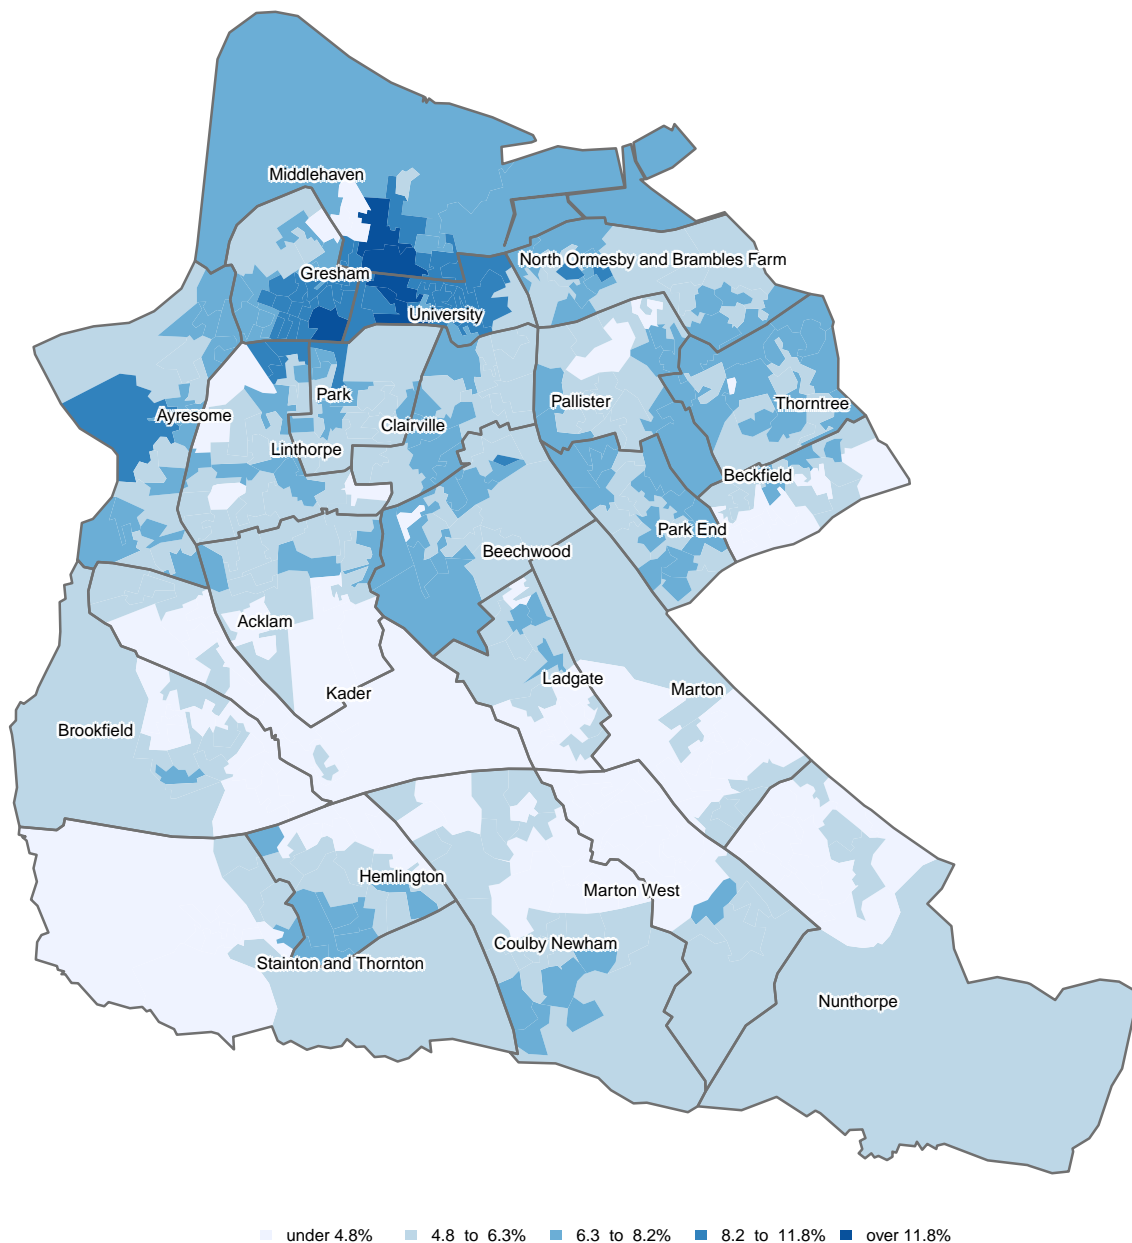 Middlehaven
North Ormesby and Brambles Farm
Gresham
University
Park
Pallister
Thorntree
Ayresome
Clairville
Linthorpe
Beckfield
Park End
Beechwood
Acklam
Ladgate
Marton
Kader
Brookfield
Hemlington
Marton West
Coulby Newham
Stainton and Thornton
Nunthorpe
under 4.8% 4.8 to 6.3% 6.3 to 8.2% 8.2 to 11.8% over 11.8%